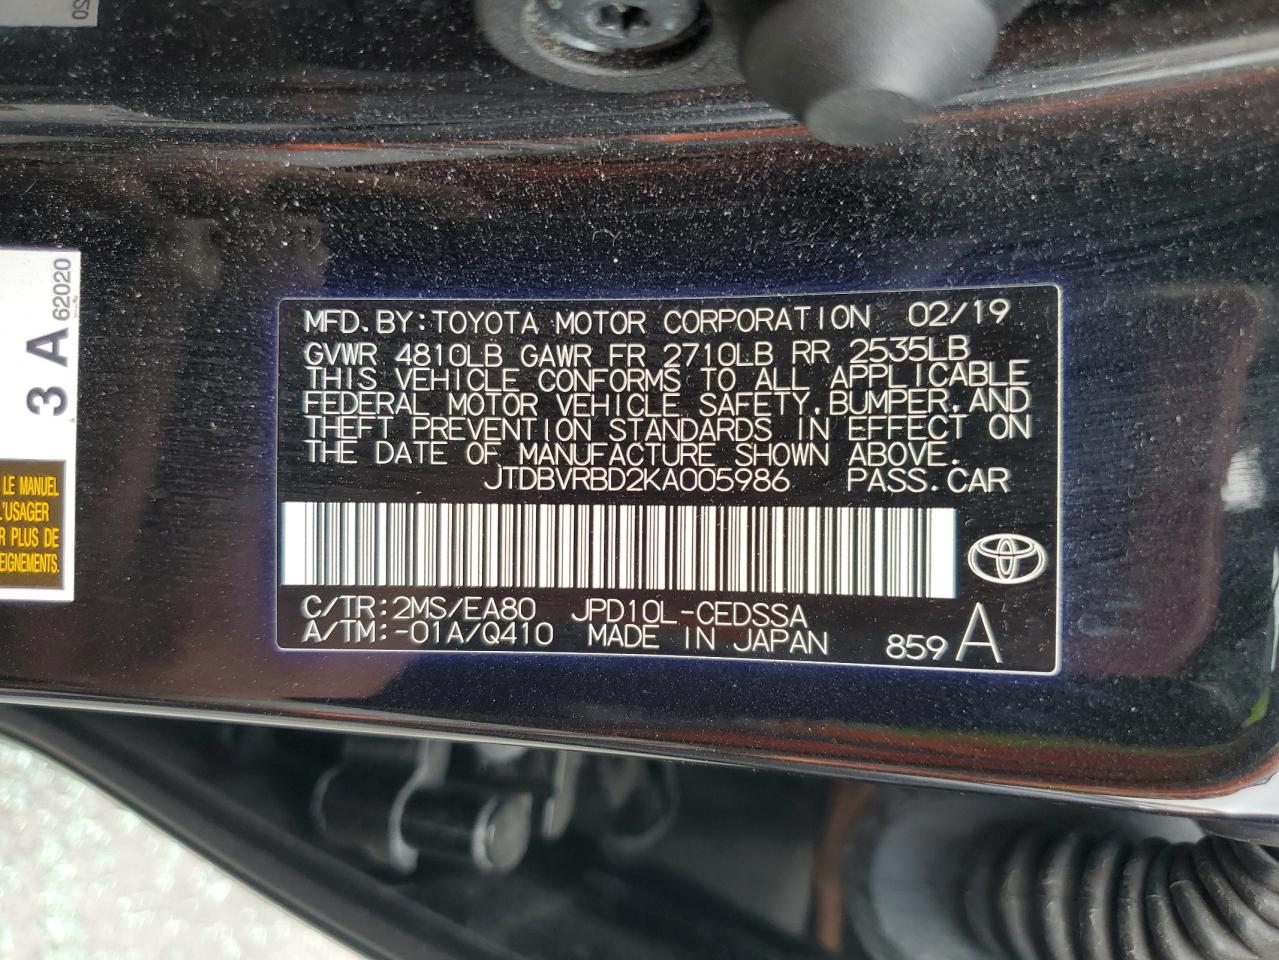 MFD.BY:TOYOTA MOTOR CORPORATION 02/19
GVWR 4810LB GAWR FR 2710LB RR 2535LB
THIS VEHICLE CONFORMS TO ALL APPLICABLE
FEDERAL MOTOR VEHICLE SAFETY,BUMPER,AND
THEFT PREVENTION STANDARDS IN EFFECT ON
THE DATE OF MANUFACTURE SHOWN ABOVE.
JTDBVRBD2KA005986 PASS.CAR
C/TR:2MS/EA80 JPD10L-CEDSSA
A/TM:-01A/Q410 MADE IN JAPAN 859 A
3 A 62020
LE MANUEL
L'USAGER
R PLUS DE
EIGNEMENTS.
20